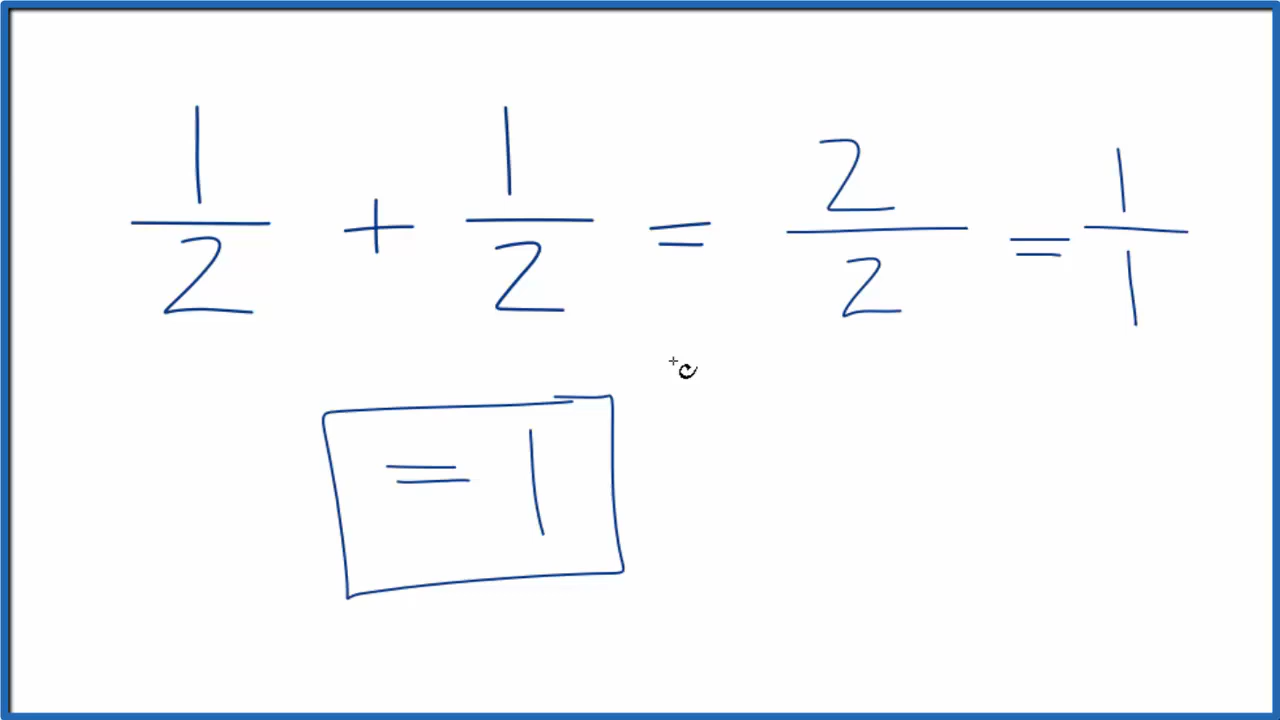 1/2 + 1/2 = 2/2 = 1/1
= 1